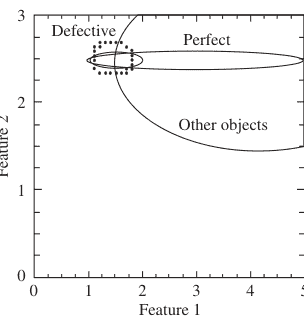 3
Defective
Perfect
2
Other objects
1
0
0 1 2 3 4 5
Feature 1
Feature 2